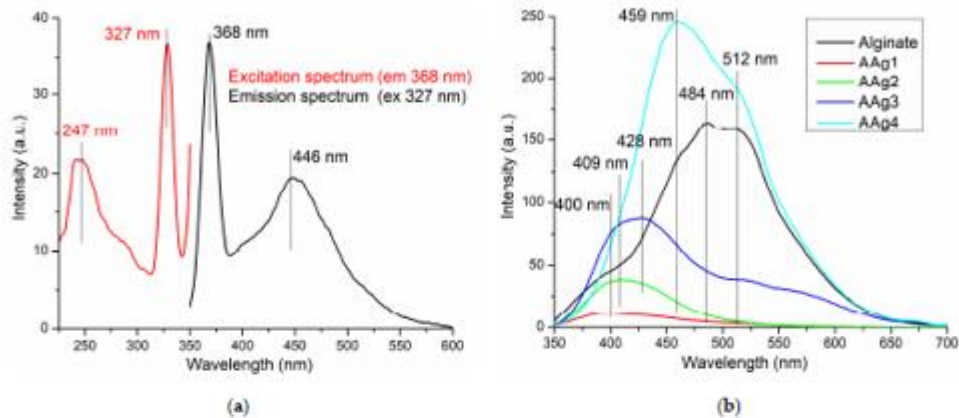 40
30
20
10
0
Intensity (a.u.)
327 nm
368 nm
Excitation spectrum (em 368 nm)
Emission spectrum (ex 327 nm)
247 nm
446 nm
250 300 350 400 450 500 550 600
Wavelength (nm)
(a)
250
200
150
100
50
0
Intensity (a.u.)
459 nm
512 nm
484 nm
428 nm
409 nm
400 nm
Alginate
AAg1
AAg2
AAg3
AAg4
350 400 450 500 550 600 650 700
Wavelength (nm)
(b)